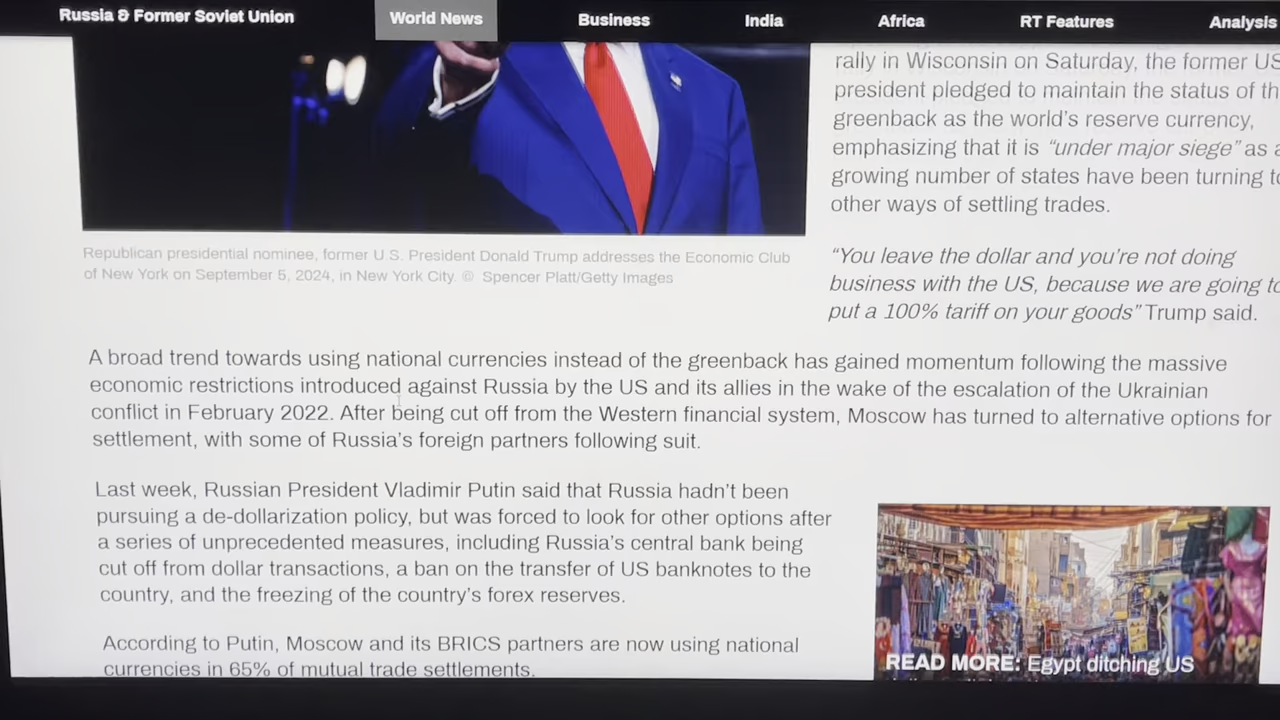 Russia & Former Soviet Union World News Business India Africa RT Features Analysis
rally in Wisconsin on Saturday, the former US
president pledged to maintain the status of th
greenback as the world's reserve currency,
emphasizing that it is “under major siege” as a
growing number of states have been turning to
other ways of settling trades.
“You leave the dollar and you're not doing
business with the US, because we are going to
put a 100% tariff on your goods” Trump said.
Republican presidential nominee, former U.S. President Donald Trump addresses the Economic Club
of New York on September 5, 2024, in New York City. © Spencer Platt/Getty Images
A broad trend towards using national currencies instead of the greenback has gained momentum following the massive
economic restrictions introduced against Russia by the US and its allies in the wake of the escalation of the Ukrainian
conflict in February 2022. After being cut off from the Western financial system, Moscow has turned to alternative options for
settlement, with some of Russia's foreign partners following suit.
Last week, Russian President Vladimir Putin said that Russia hadn't been
pursuing a de-dollarization policy, but was forced to look for other options after
a series of unprecedented measures, including Russia's central bank being
cut off from dollar transactions, a ban on the transfer of US banknotes to the
country, and the freezing of the country's forex reserves.
According to Putin, Moscow and its BRICS partners are now using national
currencies in 65% of mutual trade settlements.
READ MORE: Egypt ditching US